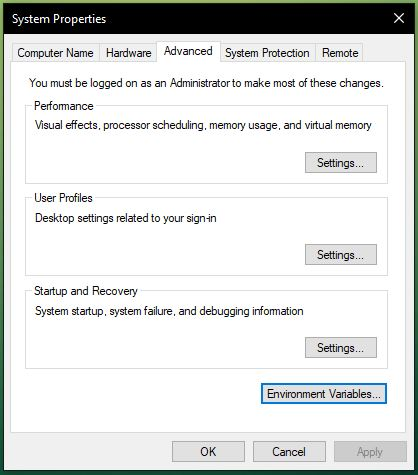 System Properties
Computer Name Hardware Advanced System Protection Remote
You must be logged on as an Administrator to make most of these changes.
Performance
Visual effects, processor scheduling, memory usage, and virtual memory
Settings...
User Profiles
Desktop settings related to your sign-in
Settings...
Startup and Recovery
System startup, system failure, and debugging information
Settings...
Environment Variables...
OK Cancel Apply